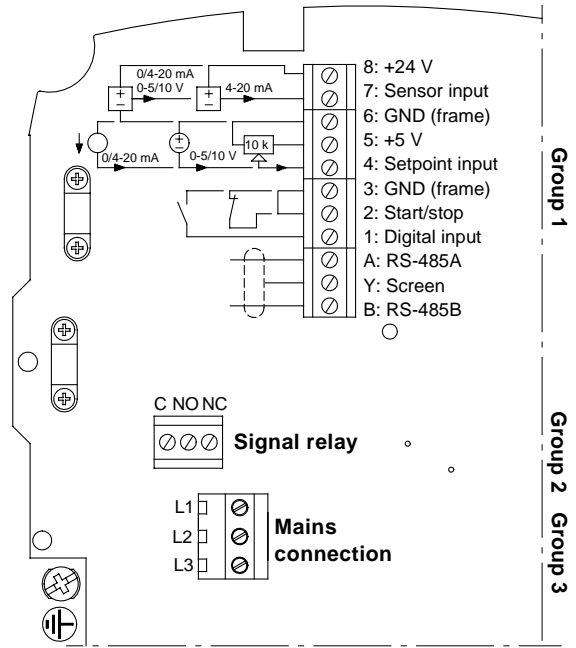 0/4-20 mA
0-5/10 V
4-20 mA
0/4-20 mA
0-5/10 V
10 k
8: +24 V
7: Sensor input
6: GND (frame)
5: +5 V
4: Setpoint input
3: GND (frame)
2: Start/stop
1: Digital input
A: RS-485A
Y: Screen
B: RS-485B
Group 1
C NO NC
Signal relay
Group 2
L1
L2
L3
Mains
connection
Group 3